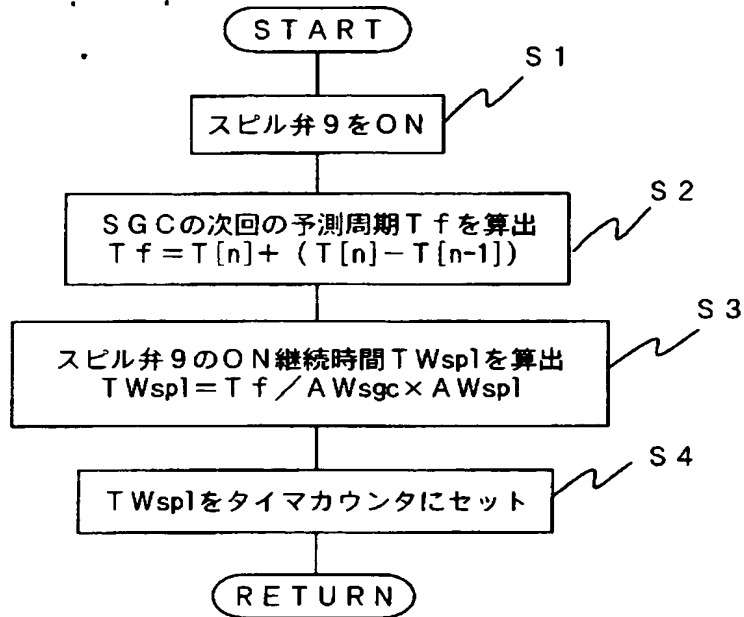 START
S1
スピル弁9をON
S2
SGCの次回の予測周期Tfを算出
Tf=T[n]+(T[n]-T[n-1])
S3
スピル弁9のON継続時間TWsplを算出
TWspl=Tf/AWsgc×AWspl
S4
TWsplをタイマカウンタにセット
RETURN